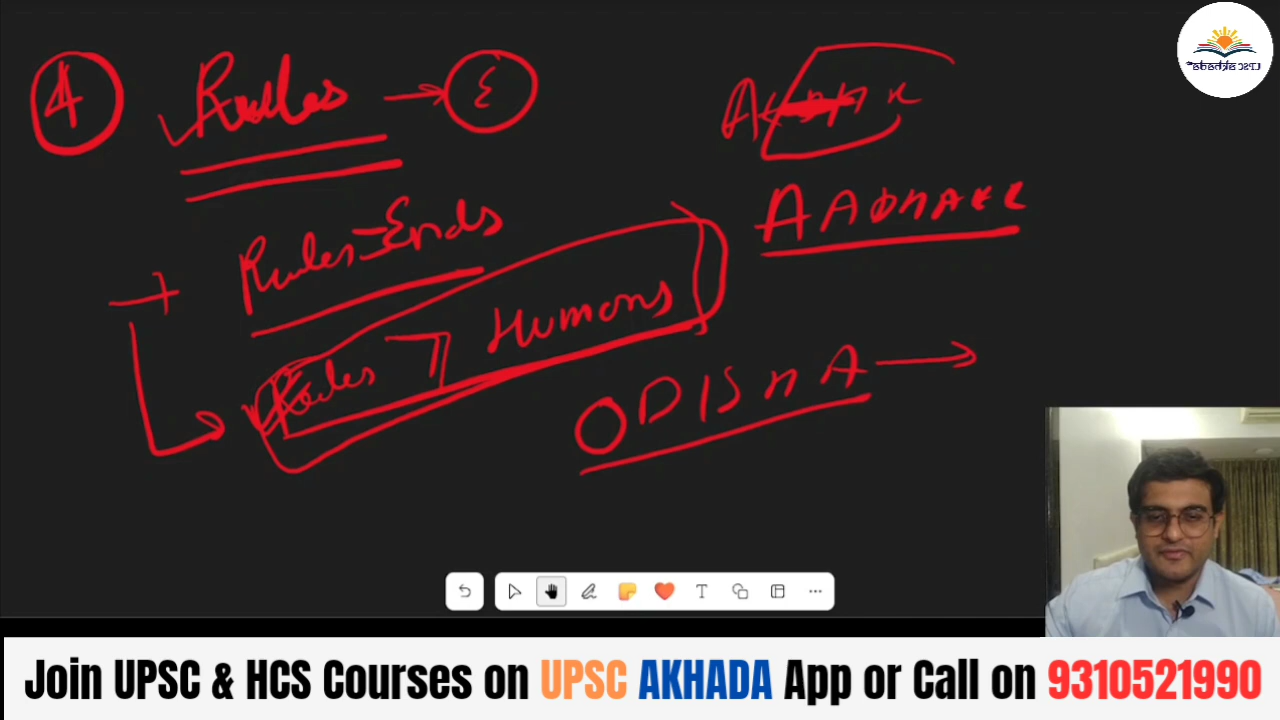 4 Rules → ε
AADHAR
Rules = Ends
Rules > Humans
ODISHA →
T
Join UPSC & HCS Courses on UPSC AKHADA App or Call on 9310521990